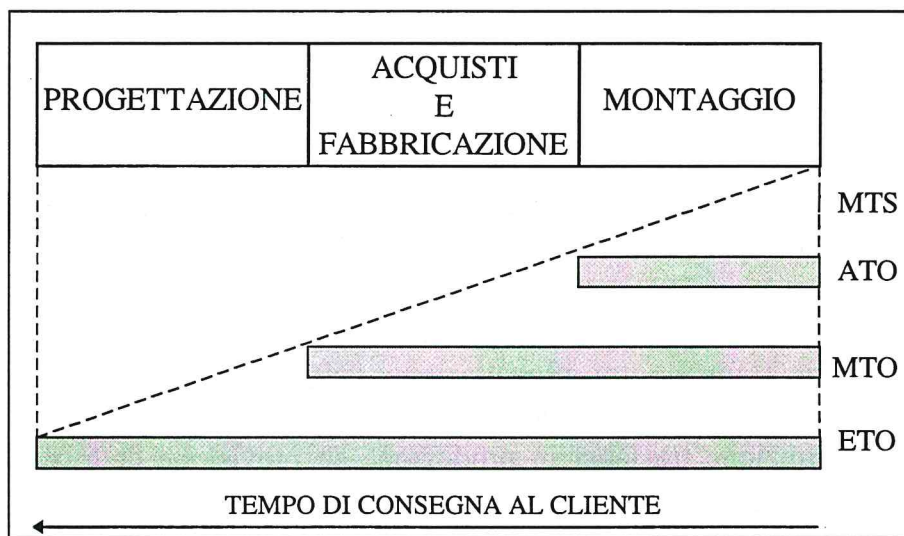 PROGETTAZIONE
ACQUISTI
E
FABBRICAZIONE
MONTAGGIO
MTS
ATO
MTO
ETO
TEMPO DI CONSEGNA AL CLIENTE